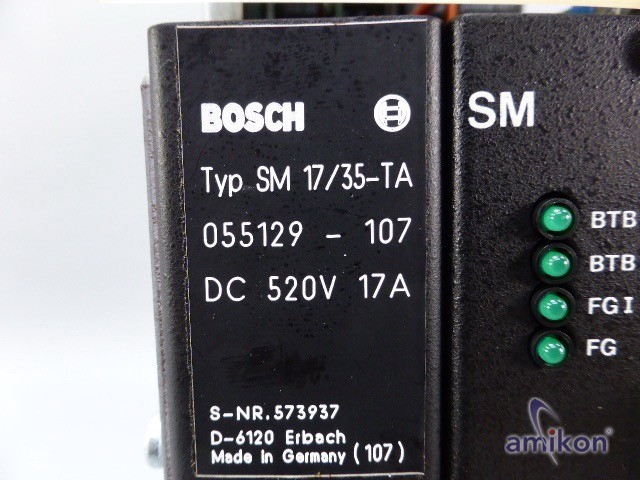 BOSCH
Typ SM 17/35-TA
055129 - 107
DC 520V 17A
S-NR. 573937
D-6120 Erbach
Made in Germany (107)
SM
BTB
BTB
FGI
FG
amikon